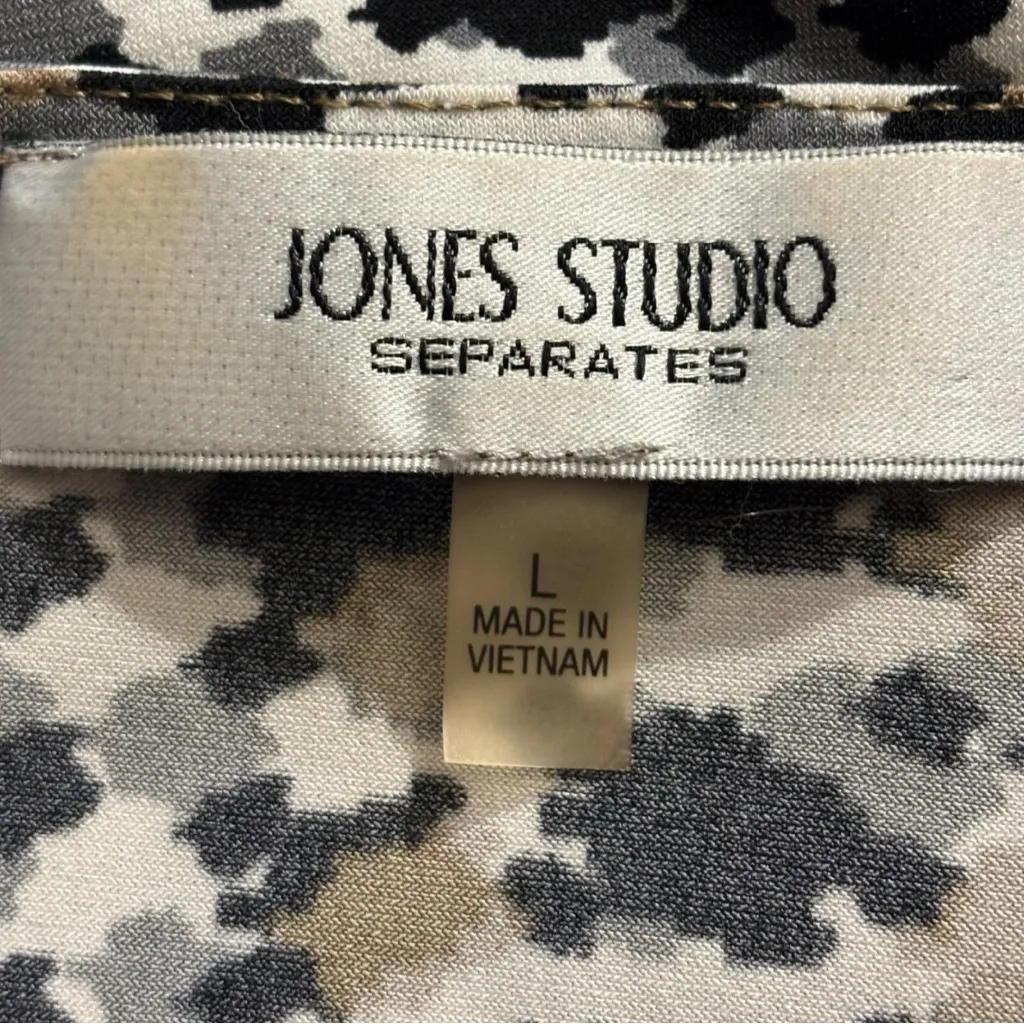 JONES STUDIO
SEPARATES
L
MADE IN
VIETNAM